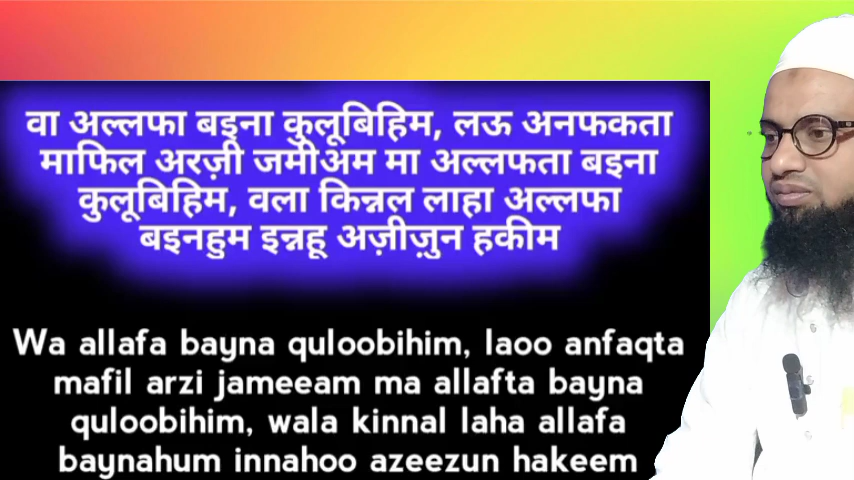 वा अल्लफा बइना कुलूबिहिम, लऊ अनफकता
माफिल अरज़ी जमीअम मा अल्लफता बइना
कुलूबिहिम, वला किन्नल लाहा अल्लफा
बइनहुम इन्नहू अज़ीज़ुन हकीम
Wa allafa bayna quloobihim, laoo anfaqta
mafil arzi jameeam ma allafta bayna
quloobihim, wala kinnal laha allafa
baynahum innahoo azeezun hakeem